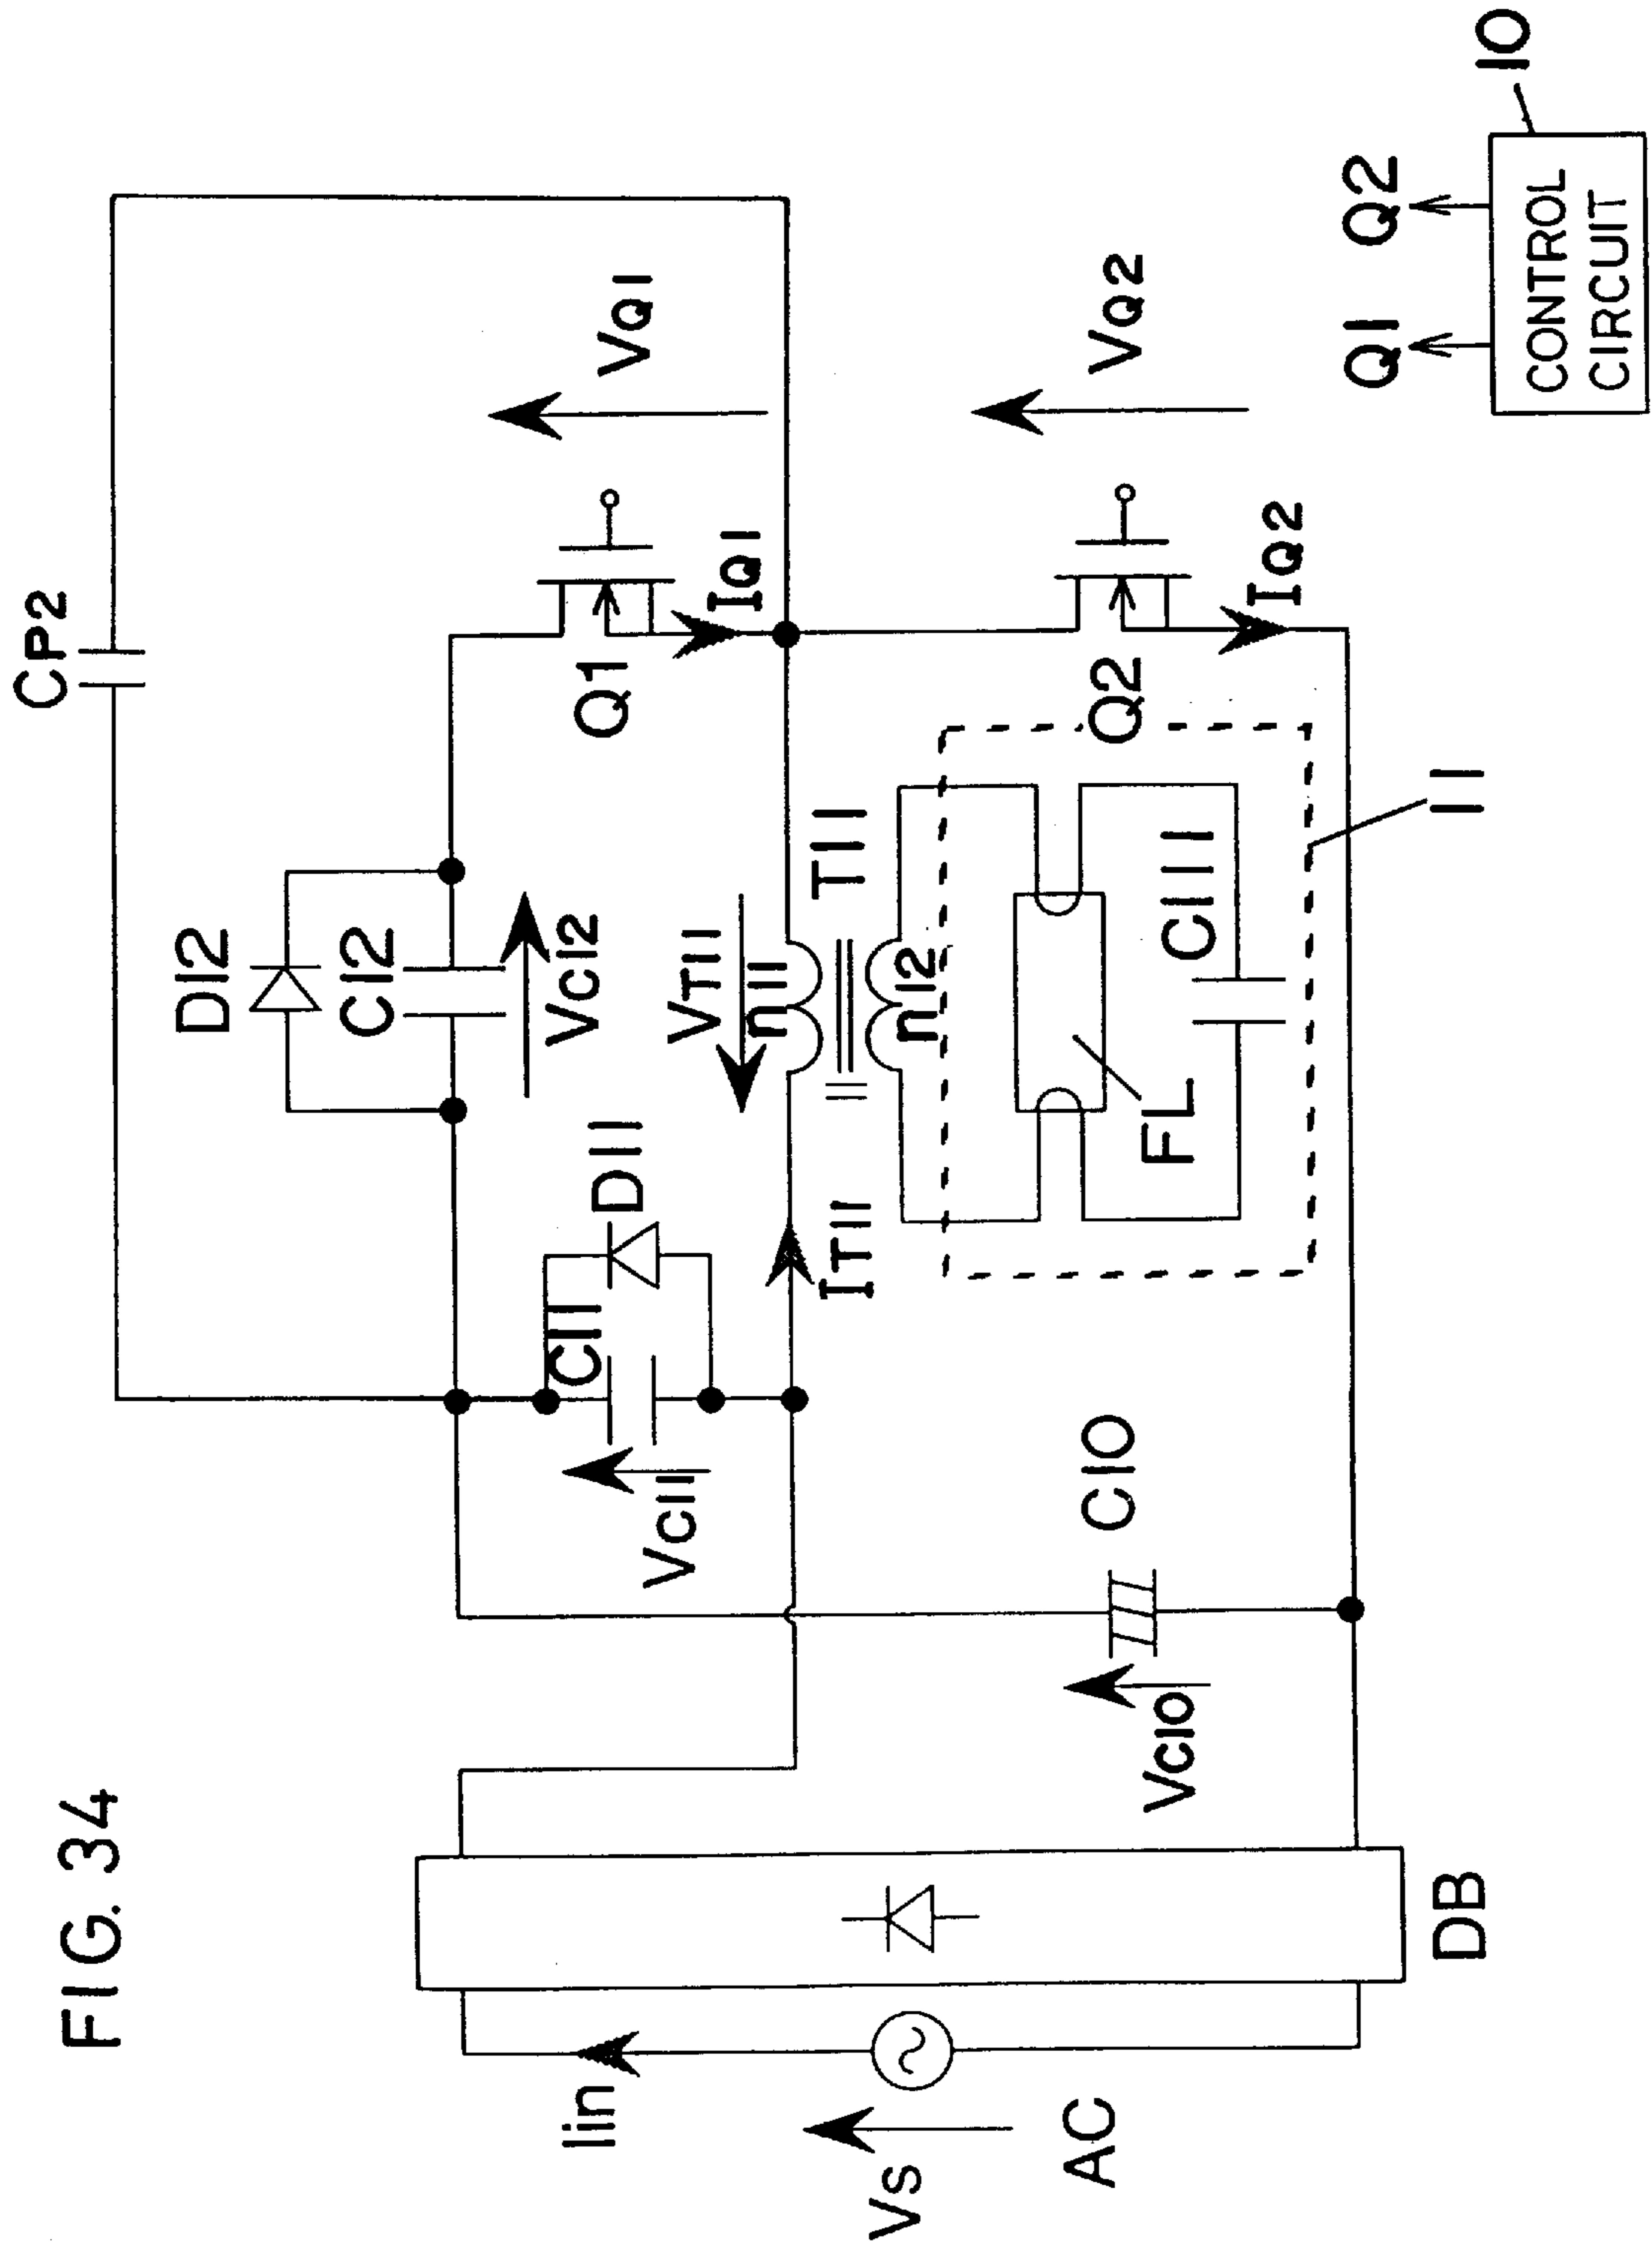 FIG. 34
CP2
D12
C12
VC12
Q1
IQ1
VQ1
C11
D11
VC11
VT11
n11
T11
n12
IT11
FL
C111
11
Q2
IQ2
VQ2
C10
VC10
Iin
VS
AC
DB
Q1
Q2
CONTROL
CIRCUIT
10